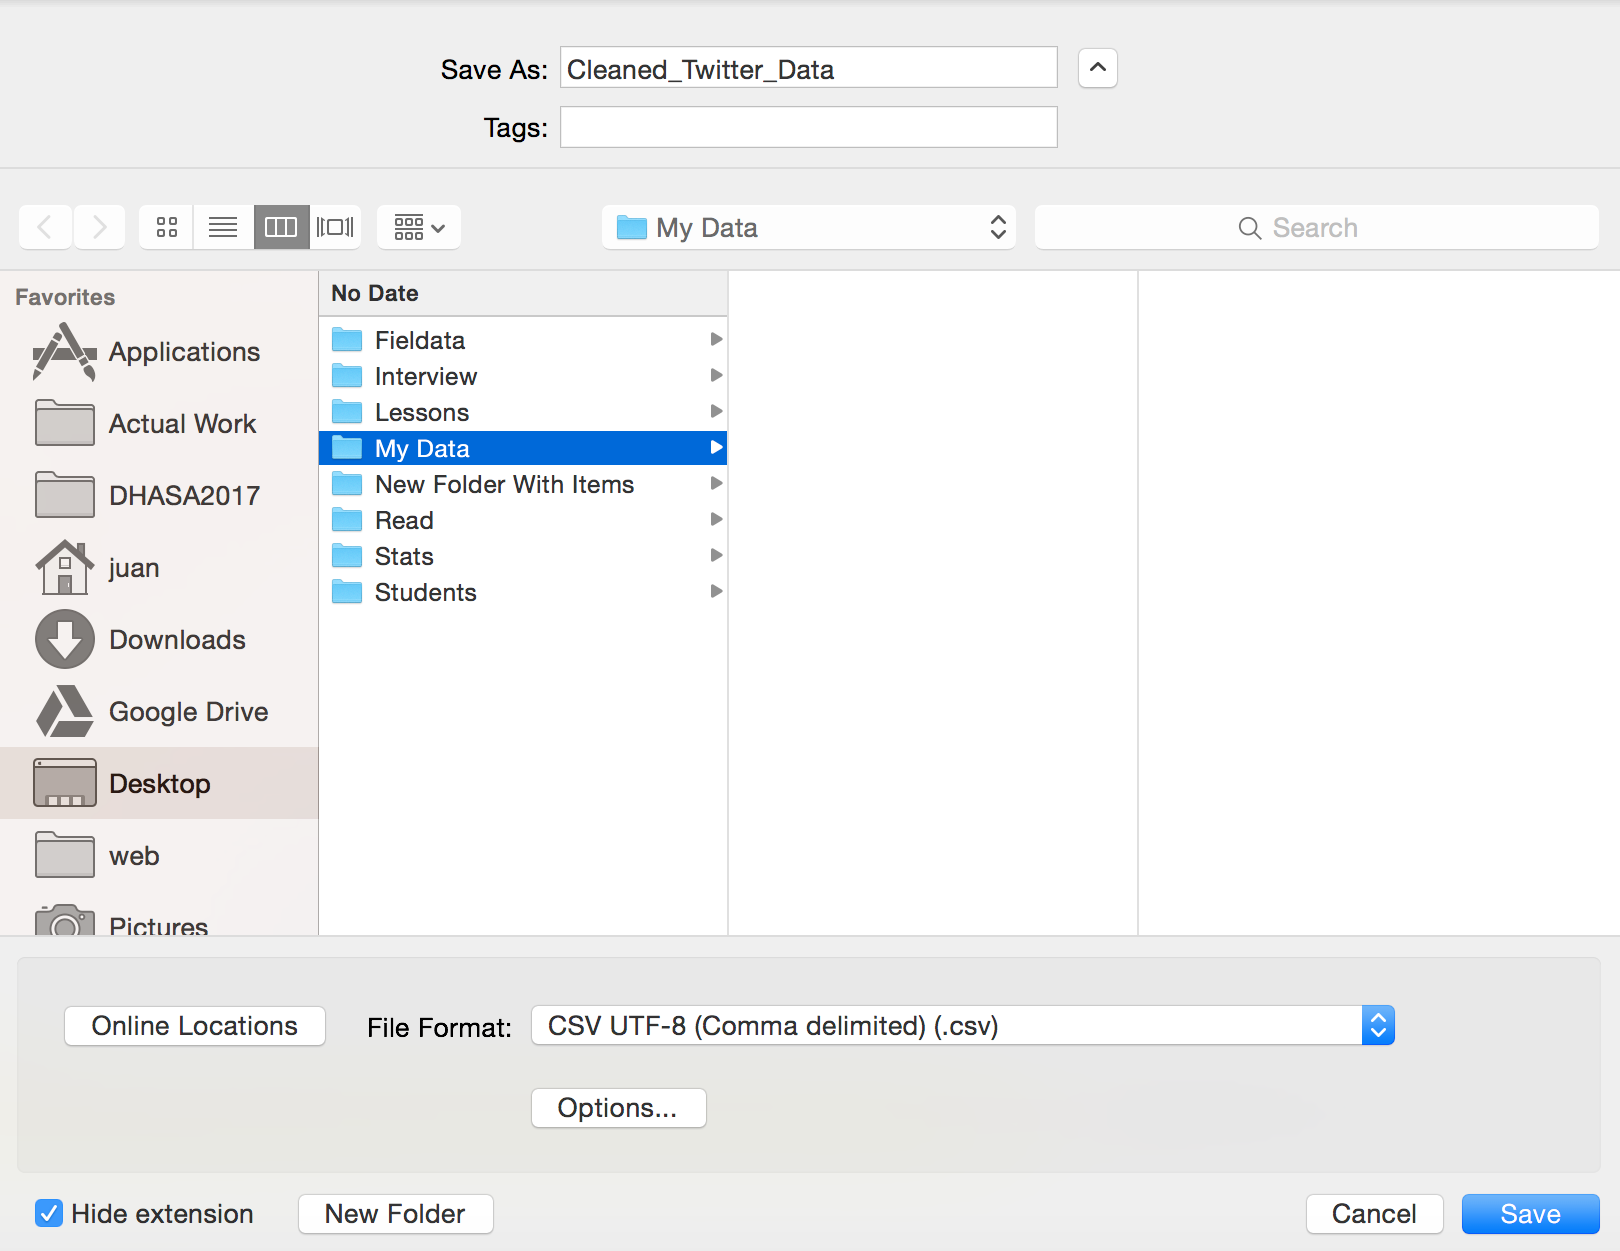 Save As: Cleaned_Twitter_Data
Tags:
My Data
Search
Favorites
Applications
Actual Work
DHASA2017
juan
Downloads
Google Drive
Desktop
web
Pictures
No Date
Fieldata
Interview
Lessons
My Data
New Folder With Items
Read
Stats
Students
Online Locations
File Format: CSV UTF-8 (Comma delimited) (.csv)
Options...
Hide extension
New Folder
Cancel
Save